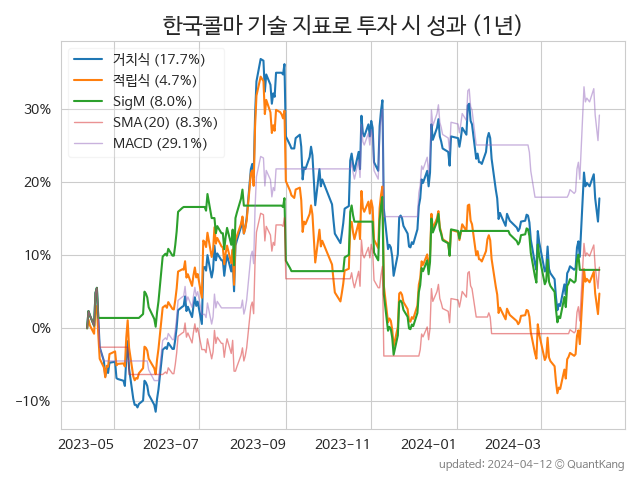 한국콜마 기술 지표로 투자 시 성과 (1년)
거치식 (17.7%)
적립식 (4.7%)
SigM (8.0%)
SMA(20) (8.3%)
MACD (29.1%)
30%
20%
10%
0%
−10%
2023-05 2023-07 2023-09 2023-11 2024-01 2024-03
updated: 2024-04-12 © QuantKang